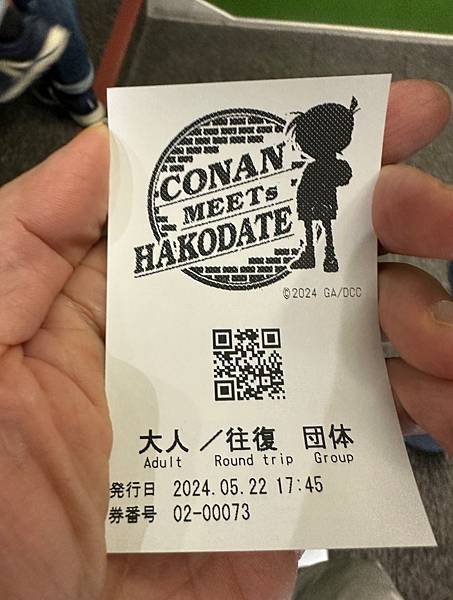 CONAN
MEETs
HAKODATE
©2024 GA/DCC
大人／往復 団体
Adult Round trip Group
発行日 2024.05.22 17:45
券番号 02-00073